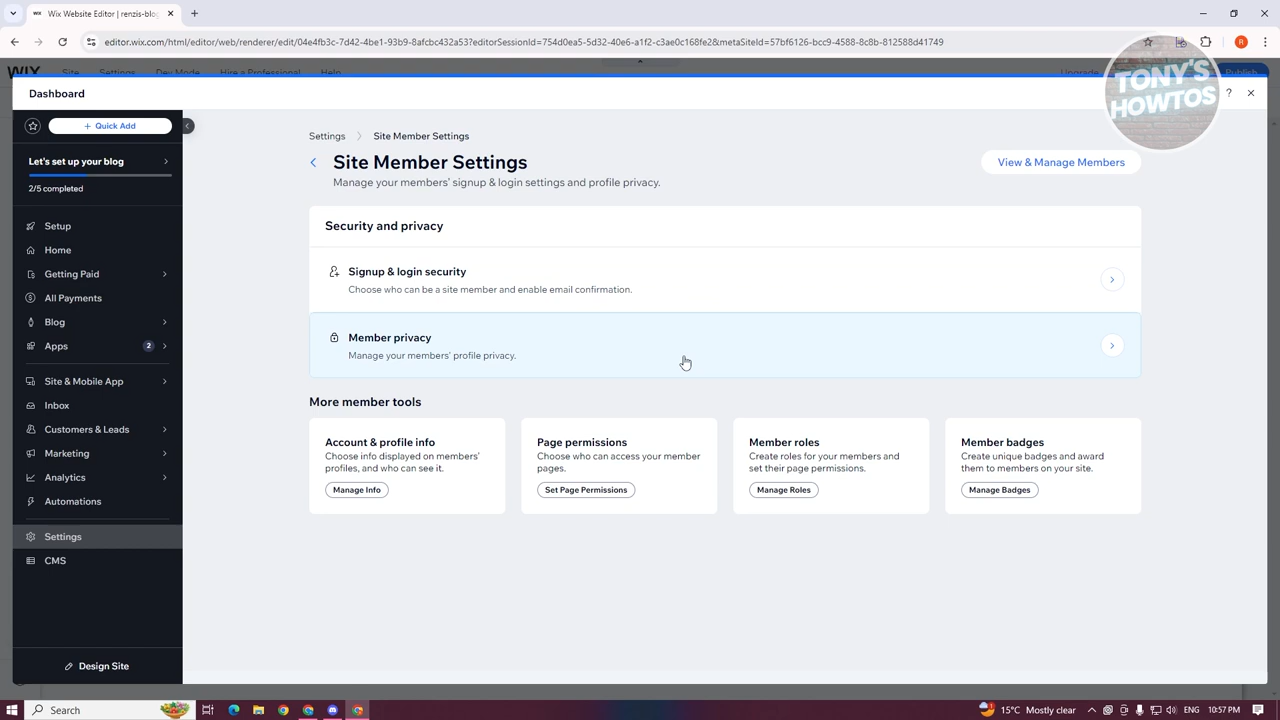 Wix Website Editor | renzis-blog
editor.wix.com/html/editor/web/renderer/edit/04e4fb3c-7d42-4be1-93b9-8afcbc432a53?editorSessionId=754d0ea5-5d32-40e6-a1f2-c3ae0c168fe2&metaSiteId=57bf6126-bcc9-4588-8c8b-812588d41749
R
WIX Site Settings Dev Mode Hire a Professional Help Upgrade Publish
TONY'S
HOWTOS
Dashboard
?
+ Quick Add
Settings > Site Member Settings
Let's set up your blog
2/5 completed
Site Member Settings
View & Manage Members
Manage your members' signup & login settings and profile privacy.
Setup
Home
Getting Paid
All Payments
Blog
Apps 2
Site & Mobile App
Inbox
Customers & Leads
Marketing
Analytics
Automations
Settings
CMS
Design Site
Security and privacy
Signup & login security
Choose who can be a site member and enable email confirmation.
Member privacy
Manage your members' profile privacy.
More member tools
Account & profile info
Choose info displayed on members'
profiles, and who can see it.
Manage Info
Page permissions
Choose who can access your member
pages.
Set Page Permissions
Member roles
Create roles for your members and
set their page permissions.
Manage Roles
Member badges
Create unique badges and award
them to members on your site.
Manage Badges
Search
15°C Mostly clear
10:57 PM